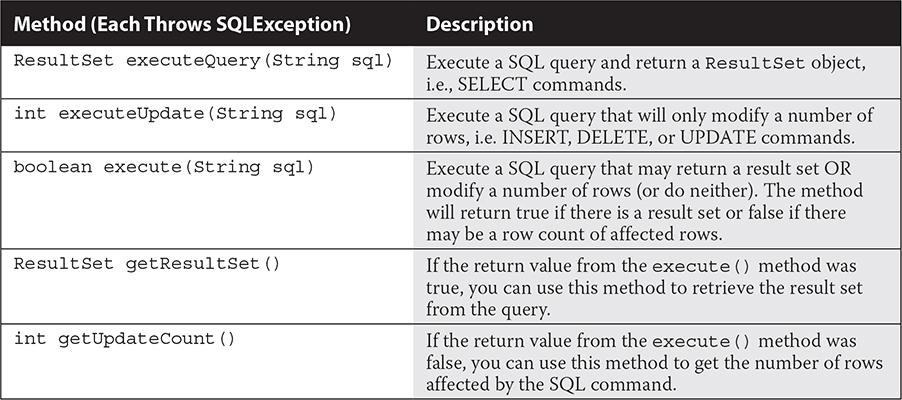 Method (Each Throws SQLException) Description
ResultSet executeQuery(String sql) Execute a SQL query and return a ResultSet object,
i.e., SELECT commands.
int executeUpdate(String sql) Execute a SQL query that will only modify a number of
rows, i.e. INSERT, DELETE, or UPDATE commands.
boolean execute(String sql) Execute a SQL query that may return a result set OR
modify a number of rows (or do neither). The method
will return true if there is a result set or false if there
may be a row count of affected rows.
ResultSet getResultSet() If the return value from the execute() method was
true, you can use this method to retrieve the result set
from the query.
int getUpdateCount() If the return value from the execute() method was
false, you can use this method to get the number of rows
affected by the SQL command.